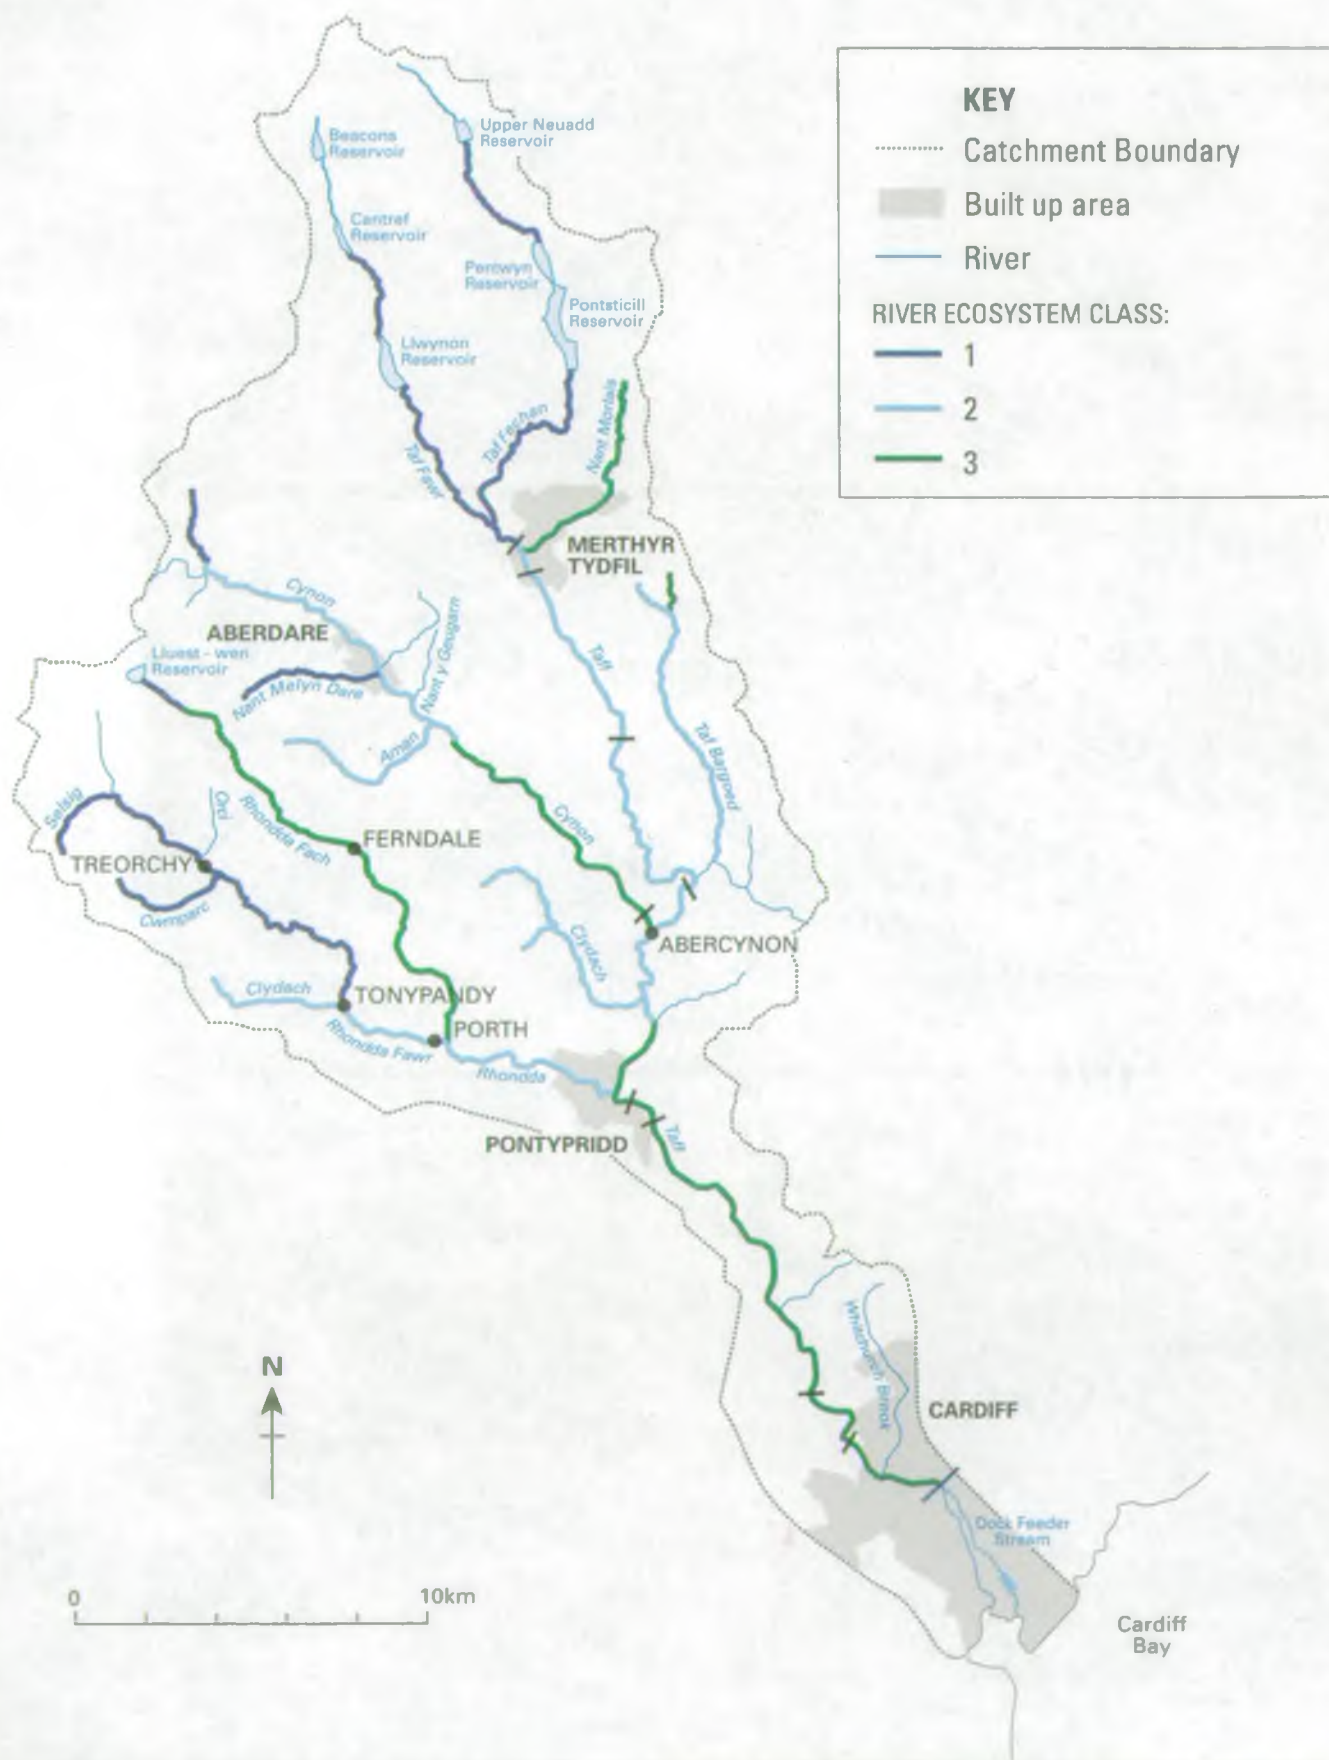 KEY
Catchment Boundary
Built up area
River
RIVER ECOSYSTEM CLASS:
1
2
3
Beacons
Reservoir
Upper Neuadd
Reservoir
Cantref
Reservoir
Pentwyn
Reservoir
Pontsticill
Reservoir
Llwynon
Reservoir
Taf Fechan
Nant Morlais
Taf Fawr
MERTHYR
TYDFIL
Cynon
ABERDARE
Lluest - wen
Reservoir
Nant Melyn Dare
Nant y Geugarn
Taff
Aman
Taf Bargoed
Selsig
Orci
Rhondda Fach
Cynon
FERNDALE
TREORCHY
Cwmparc
Clydach
ABERCYNON
Clydach
TONYPANDY
PORTH
Rhondda Fawr
Rhondda
PONTYPRIDD
Taff
Whitchurch Brook
N
CARDIFF
Dock Feeder
Stream
0
10km
Cardiff
Bay